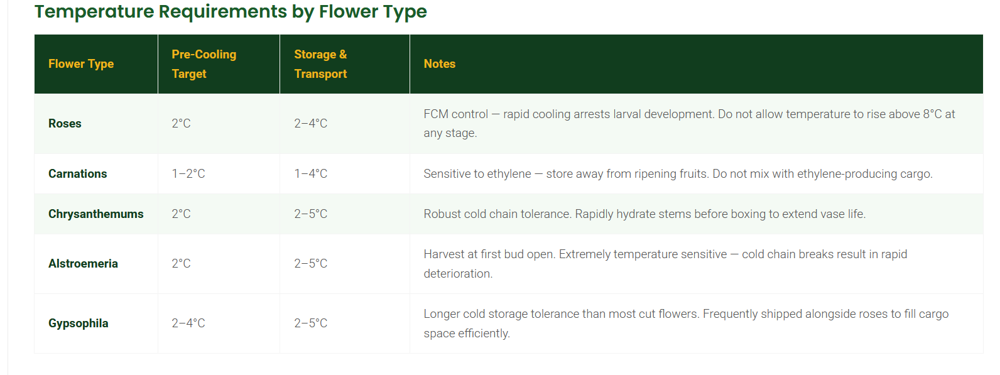 Temperature Requirements by Flower Type
Flower Type
Pre-Cooling
Target
Storage &
Transport
Notes
Roses
2°C
2–4°C
FCM control — rapid cooling arrests larval development. Do not allow temperature to rise above 8°C at
any stage.
Carnations
1–2°C
1–4°C
Sensitive to ethylene — store away from ripening fruits. Do not mix with ethylene-producing cargo.
Chrysanthemums
2°C
2–5°C
Robust cold chain tolerance. Rapidly hydrate stems before boxing to extend vase life.
Alstroemeria
2°C
2–5°C
Harvest at first bud open. Extremely temperature sensitive — cold chain breaks result in rapid
deterioration.
Gypsophila
2–4°C
2–5°C
Longer cold storage tolerance than most cut flowers. Frequently shipped alongside roses to fill cargo
space efficiently.